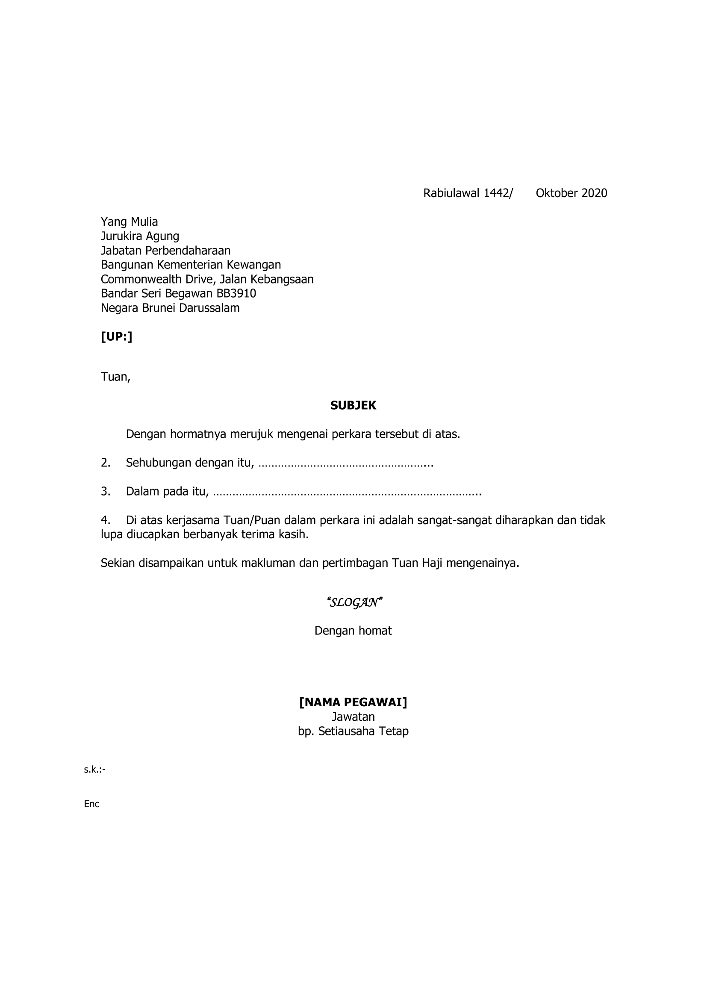 Rabiulawal 1442/ Oktober 2020
Yang Mulia
Jurukira Agung
Jabatan Perbendaharaan
Bangunan Kementerian Kewangan
Commonwealth Drive, Jalan Kebangsaan
Bandar Seri Begawan BB3910
Negara Brunei Darussalam
[UP:]
Tuan,
SUBJEK
Dengan hormatnya merujuk mengenai perkara tersebut di atas.
2. Sehubungan dengan itu, ……………………………………………...
3. Dalam pada itu, ………………………………………………………………………..
4. Di atas kerjasama Tuan/Puan dalam perkara ini adalah sangat-sangat diharapkan dan tidak
lupa diucapkan berbanyak terima kasih.
Sekian disampaikan untuk makluman dan pertimbagan Tuan Haji mengenainya.
“SLOGAN”
Dengan homat
[NAMA PEGAWAI]
Jawatan
bp. Setiausaha Tetap
s.k.:-
Enc